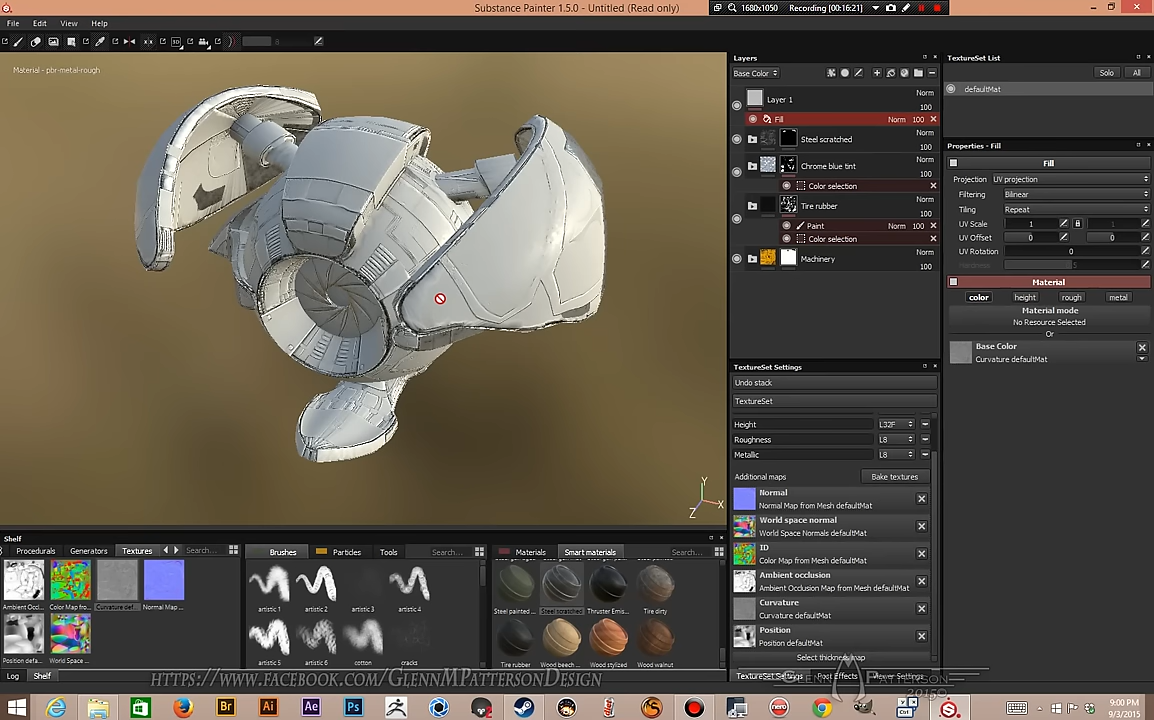 Substance Painter 1.5.0 - Untitled (Read only)
1680x1050 Recording [00:16:21]
File Edit View Help
Material - pbr-metal-rough
Layers
Base Color
Layer 1 Norm 100
Fill Norm 100
Steel scratched Norm 100
Chrome blue tint Norm 100
Color selection
Tire rubber Norm 100
Paint Norm 100
Color selection
Machinery Norm 100
TextureSet Settings
Undo stack
TextureSet
Height L32F
Roughness L8
Metallic L8
Additional maps Bake textures
Normal
Normal Map from Mesh defaultMat
World space normal
World Space Normals defaultMat
ID
Color Map from Mesh defaultMat
Ambient occlusion
Ambient Occlusion Map from Mesh defaultMat
Curvature
Curvature defaultMat
Position
Position defaultMat
Select thickness map
TextureSet Settings Post Effects Viewer Settings
TextureSet List
Solo All
defaultMat
Properties - Fill
Fill
Projection UV projection
Filtering Bilinear
Tiling Repeat
UV Scale 1 1
UV Offset 0 0
UV Rotation 0
Material
color height rough metal
Material mode
No Resource Selected
Or
Base Color
Curvature defaultMat
Y
X
Z
Shelf
Procedurals Generators Textures Search...
Ambient Occl... Color Map fro... Curvature def... Normal Map ...
Position defa... World Space ...
Brushes Particles Tools Search...
artistic 1 artistic 2 artistic 3 artistic 4
artistic 5 artistic 6 cotton cracks
Materials Smart materials Search...
Steel painted ... Steel scratched Thruster Emis... Tire dirty
Tire rubber Wood beech ... Wood stylized Wood walnut
Log Shelf
https://www.facebook.com/GlennMPattersonDesign
Glenn Patterson
2015©
9:00 PM
9/3/2015